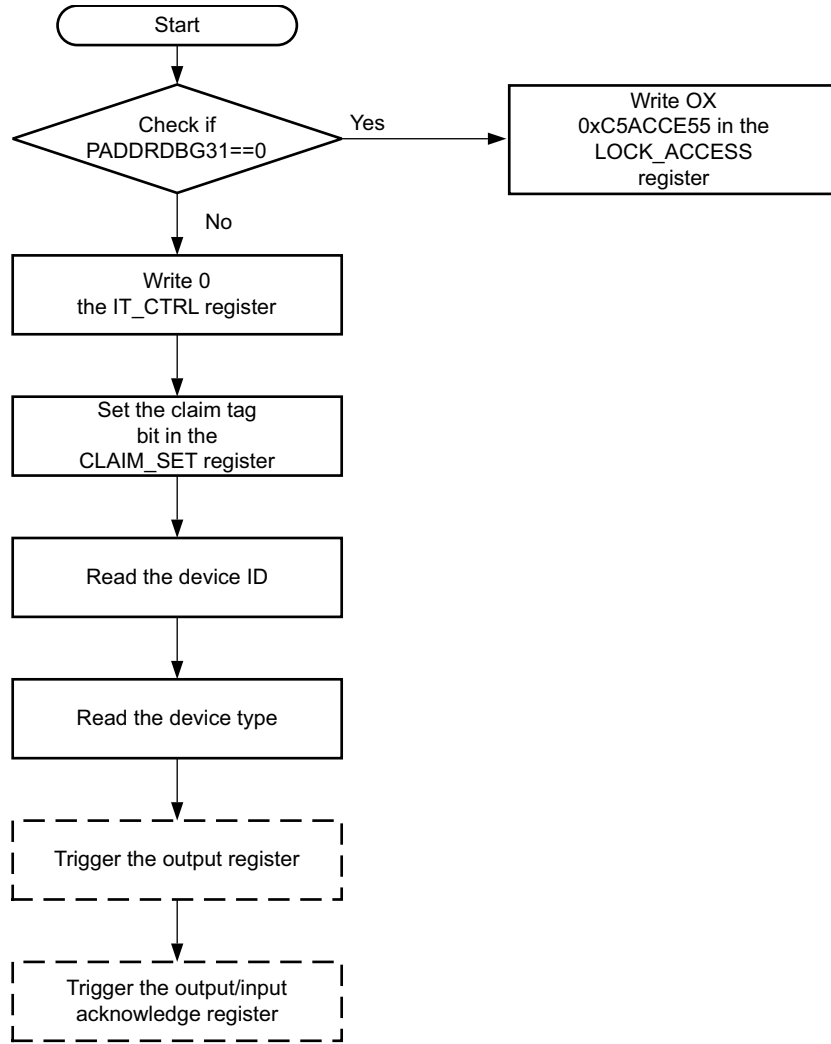 Start
Check if
PADDRDBG31==0
Yes
Write OX
0xC5ACCE55 in the
LOCK_ACCESS
register
No
Write 0
the IT_CTRL register
Set the claim tag
bit in the
CLAIM_SET register
Read the device ID
Read the device type
Trigger the output register
Trigger the output/input
acknowledge register